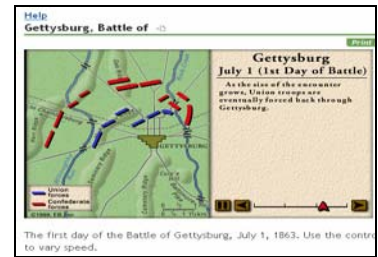 Help
Gettysburg, Battle of
Print
Gettysburg
July 1 (1st Day of Battle)
As the size of the encounter
grows, Union troops are
eventually forced back through
Gettysburg.
GETTYSBURG
Union
forces
Confederate
forces
The first day of the Battle of Gettysburg, July 1, 1863. Use the contro
to vary speed.